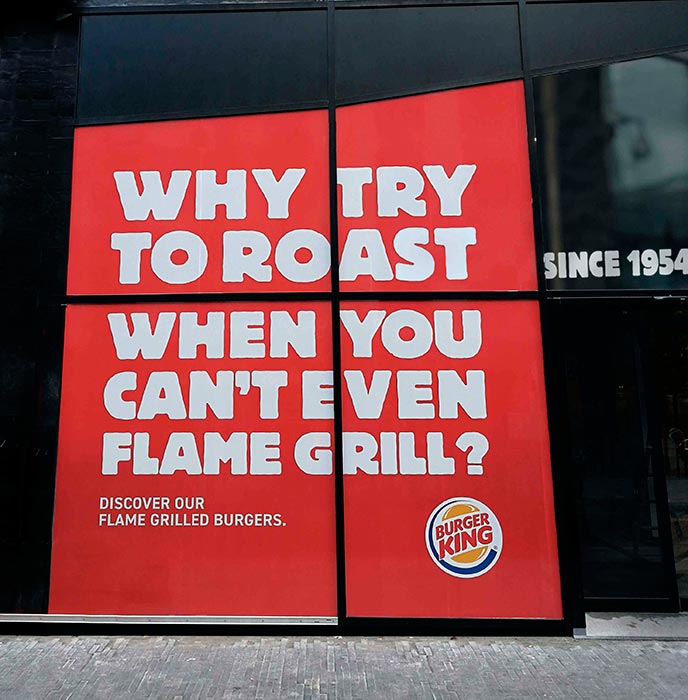 WHY TRY
TO ROAST
SINCE 1954
WHEN YOU
CAN'T EVEN
FLAME GRILL?
DISCOVER OUR
FLAME GRILLED BURGERS.
BURGER
KING